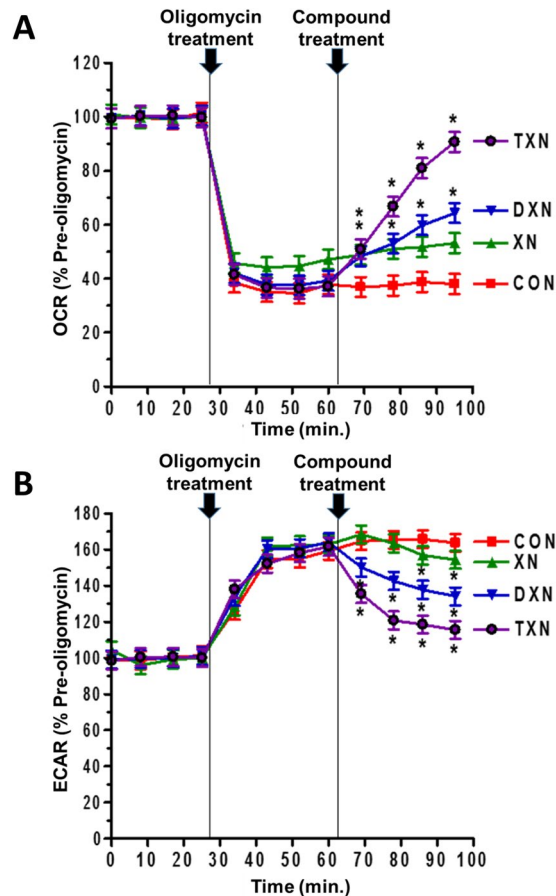 A
Oligomycin treatment
Compound treatment
OCR (% Pre-oligomycin)
120
100
80
60
40
20
0
* * * * * * * *
TXN
DXN
XN
CON
0 10 20 30 40 50 60 70 80 90 100
Time (min.)
B
Oligomycin treatment
Compound treatment
ECAR (% Pre-oligomycin)
180
160
140
120
100
80
60
40
20
0
* * * * * * * * * *
CON
XN
DXN
TXN
0 10 20 30 40 50 60 70 80 90 100
Time (min.)